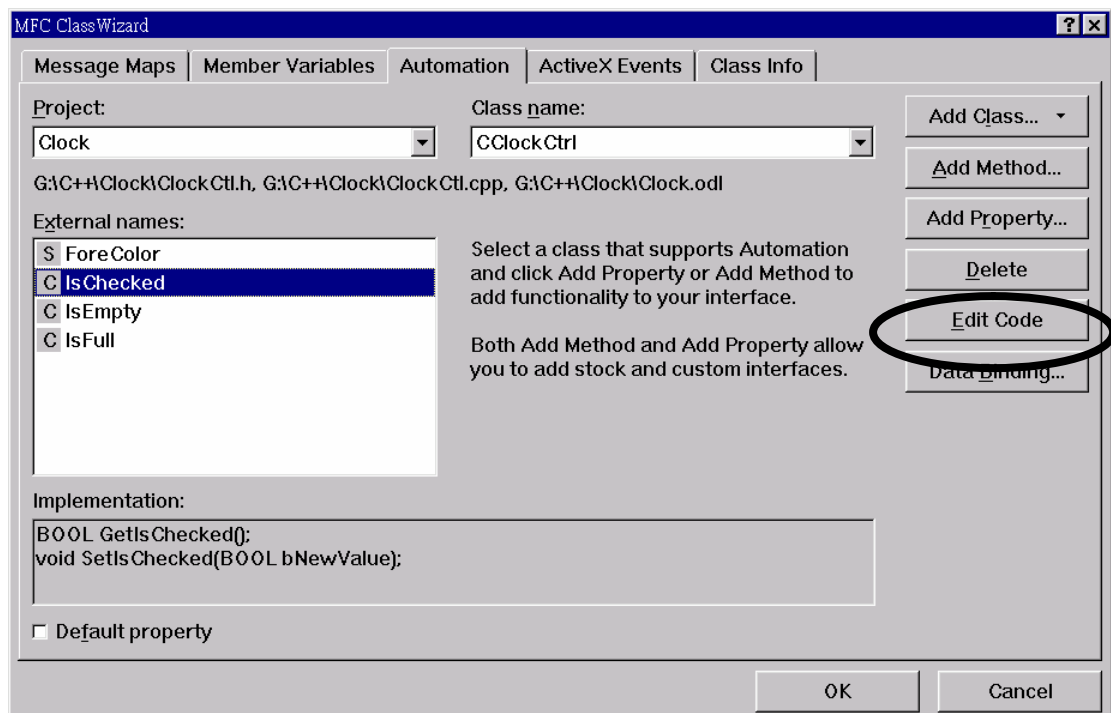 MFC ClassWizard
Message Maps Member Variables Automation ActiveX Events Class Info
Project:
Class name:
Clock
CClockCtrl
G:\C++\Clock\ClockCtl.h, G:\C++\Clock\ClockCtl.cpp, G:\C++\Clock\Clock.odl
External names:
S ForeColor
C IsChecked
C IsEmpty
C IsFull
Select a class that supports Automation
and click Add Property or Add Method to
add functionality to your interface.
Both Add Method and Add Property allow
you to add stock and custom interfaces.
Add Class...
Add Method...
Add Property...
Delete
Edit Code
Data Binding...
Implementation:
BOOL GetIsChecked();
void SetIsChecked(BOOL bNewValue);
Default property
OK Cancel